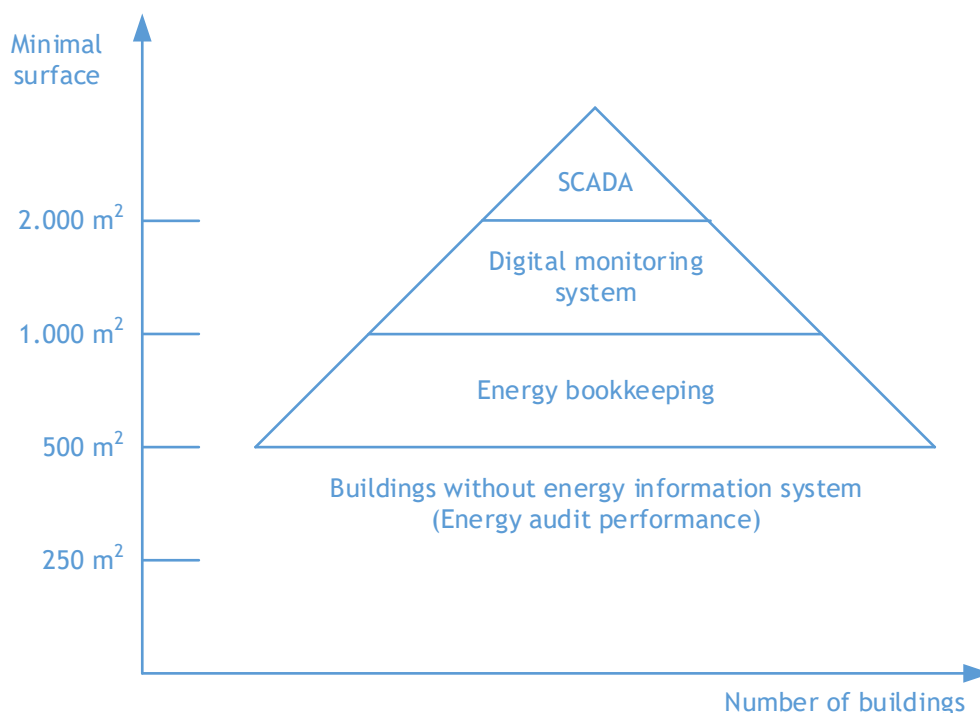 Minimal
surface
SCADA
2.000 m²
Digital monitoring
system
1.000 m²
Energy bookkeeping
500 m²
Buildings without energy information system
(Energy audit performance)
250 m²
Number of buildings